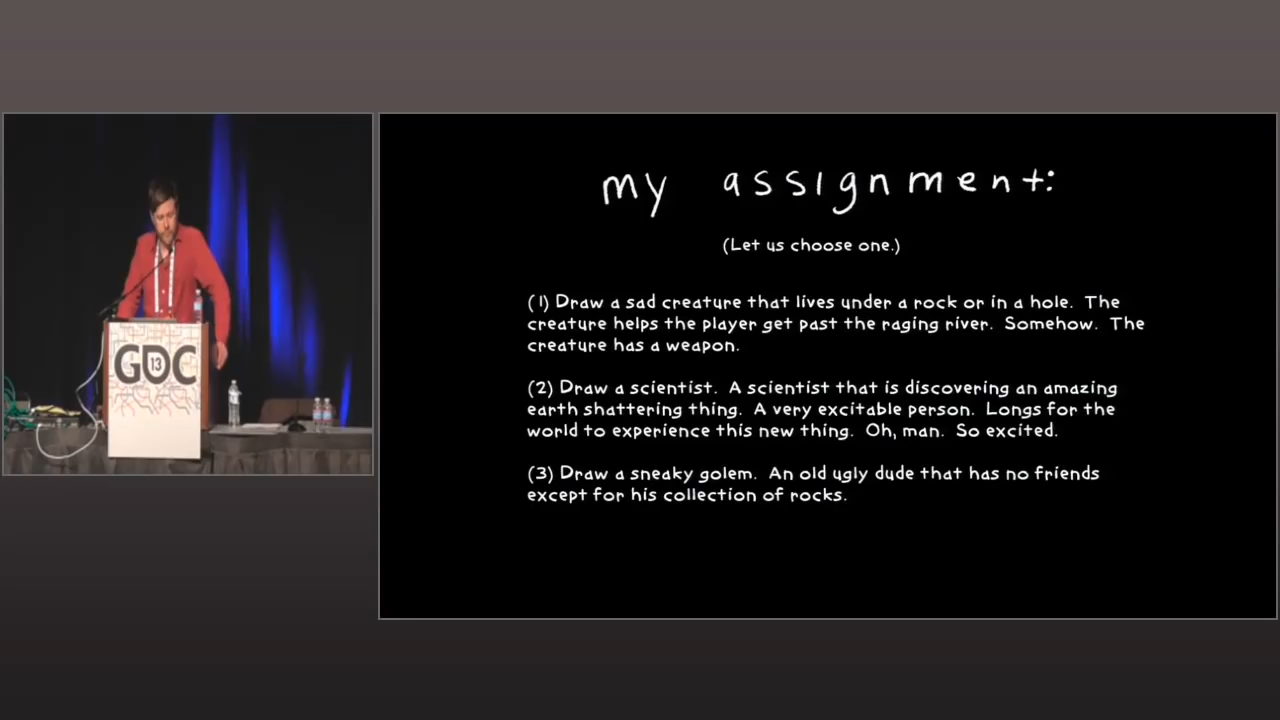 GDC
13
my assignment:
(Let us choose one.)
(1) Draw a sad creature that lives under a rock or in a hole. The
creature helps the player get past the raging river. Somehow. The
creature has a weapon.
(2) Draw a scientist. A scientist that is discovering an amazing
earth shattering thing. A very excitable person. Longs for the
world to experience this new thing. Oh, man. So excited.
(3) Draw a sneaky golem. An old ugly dude that has no friends
except for his collection of rocks.